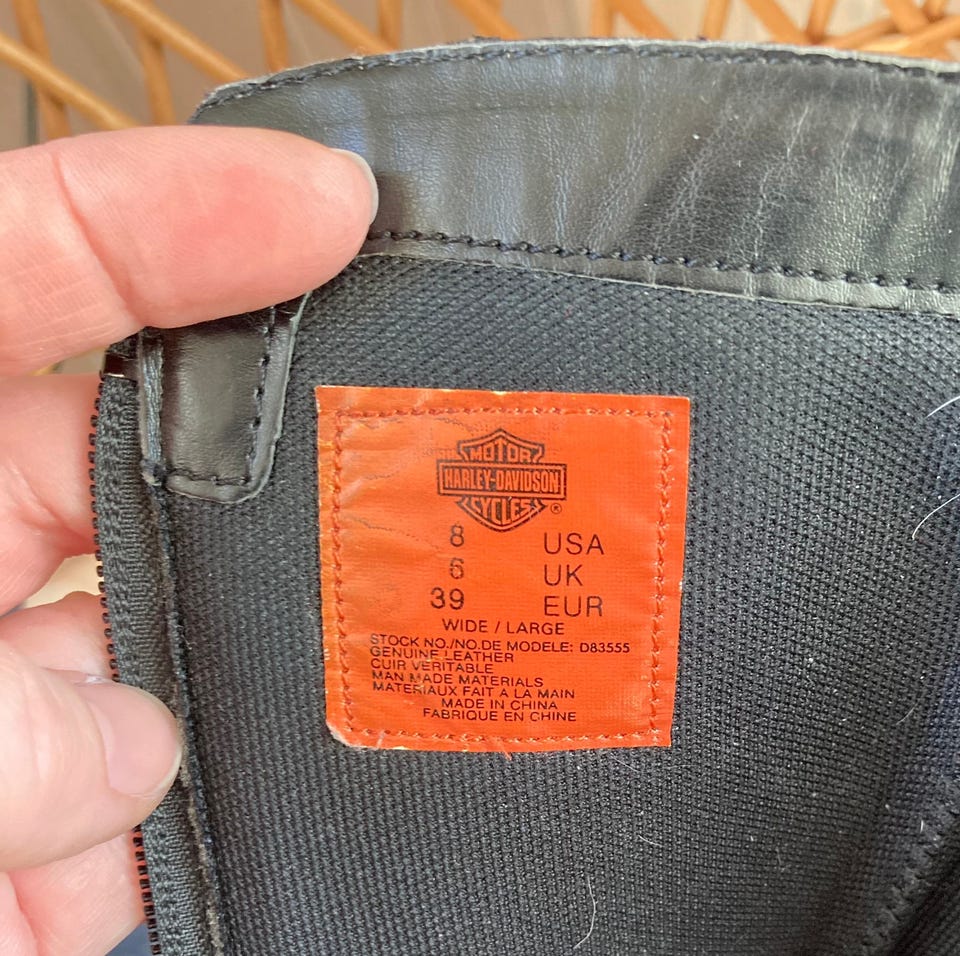 MOTOR
HARLEY-DAVIDSON
CYCLES ®
8 USA
6 UK
39 EUR
WIDE / LARGE
STOCK NO./NO.DE MODELE: D83555
GENUINE LEATHER
CUIR VERITABLE
MAN MADE MATERIALS
MATERIAUX FAIT A LA MAIN
MADE IN CHINA
FABRIQUE EN CHINE